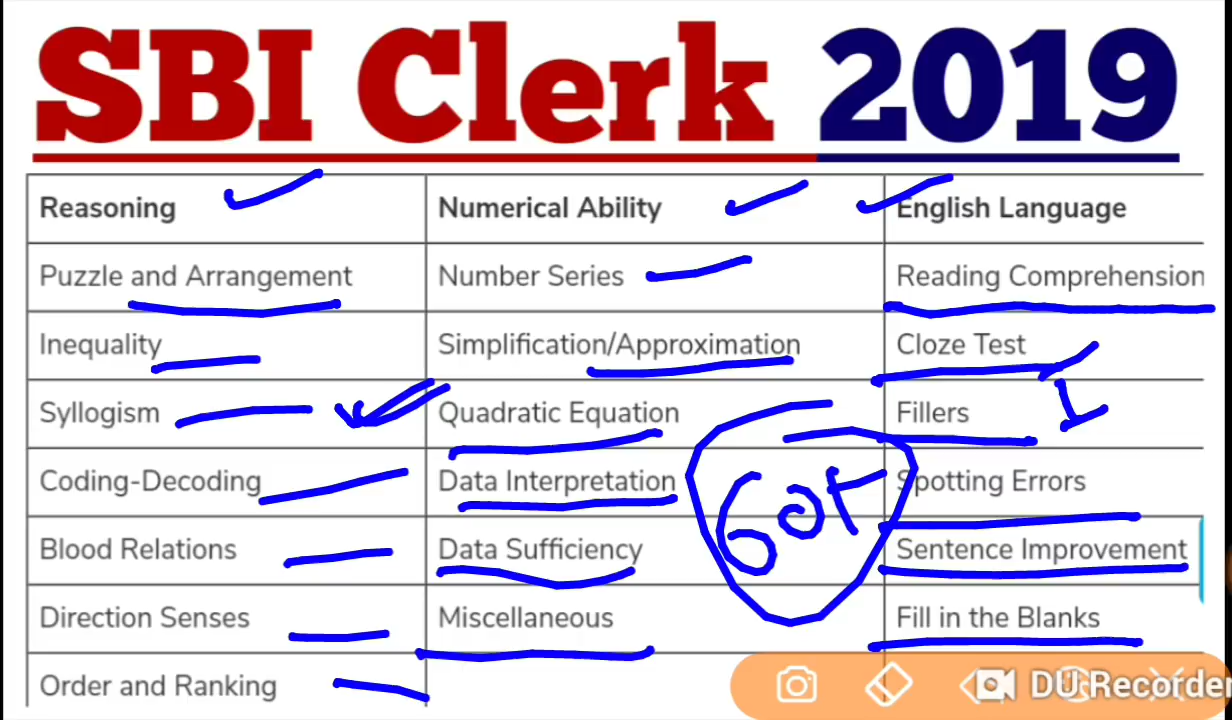 SBI Clerk 2019
Reasoning Numerical Ability English Language
Puzzle and Arrangement Number Series Reading Comprehension
Inequality Simplification/Approximation Cloze Test
Syllogism Quadratic Equation Fillers
Coding-Decoding Data Interpretation Spotting Errors
60+
Blood Relations Data Sufficiency Sentence Improvement
Direction Senses Miscellaneous Fill in the Blanks
Order and Ranking
DU Recorder